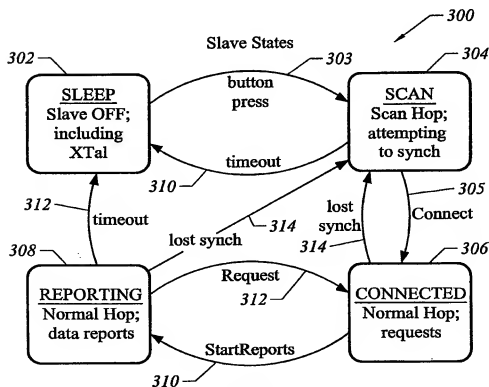 300
Slave States
302
303
304
SLEEP
Slave OFF;
including
XTal
button
press
SCAN
Scan Hop;
attempting
to synch
310
timeout
312
timeout
314
lost synch
lost
synch
314
305
Connect
308
306
REPORTING
Normal Hop;
data reports
Request
312
CONNECTED
Normal Hop;
requests
StartReports
310